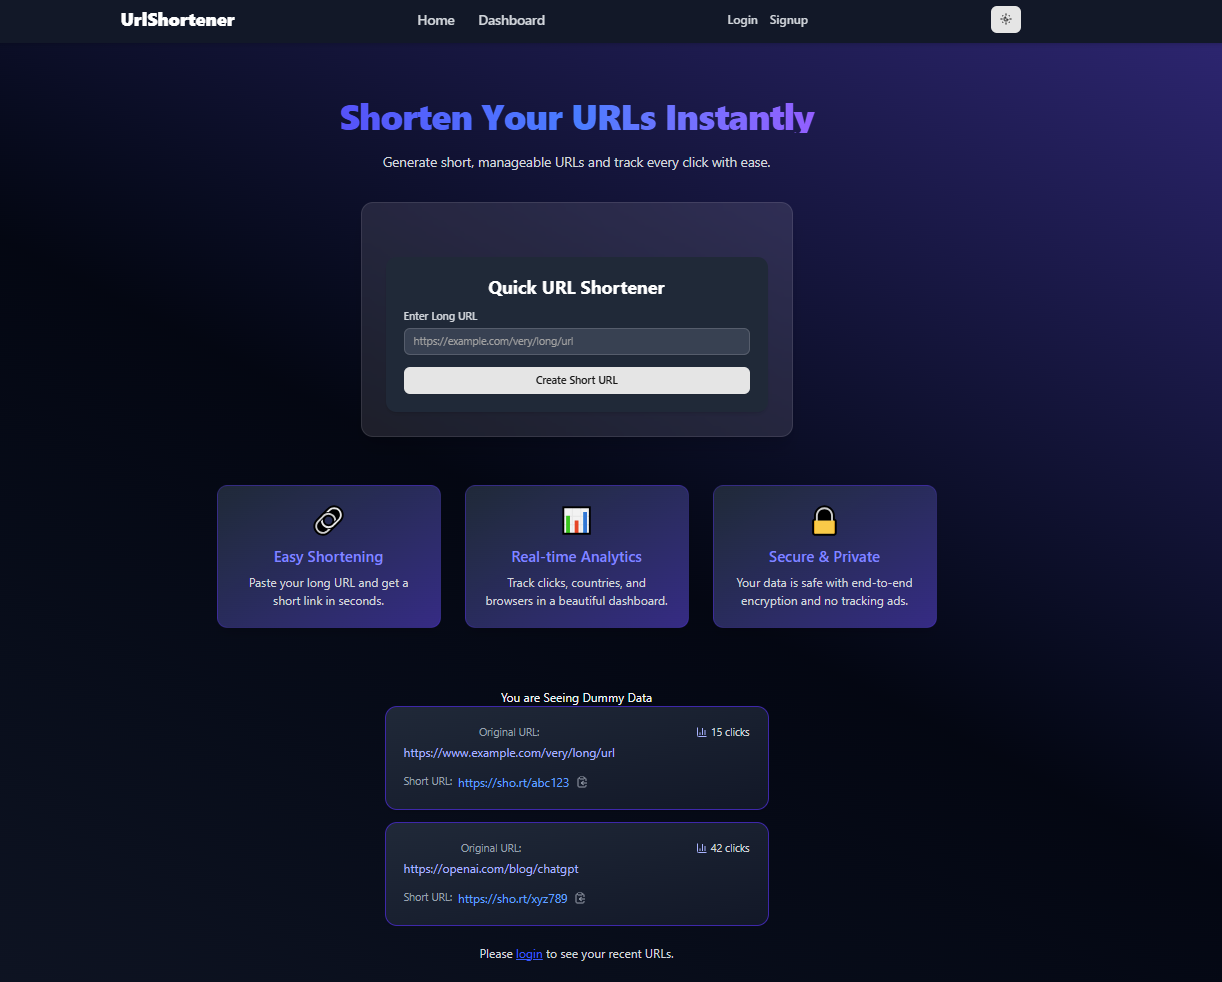 UrlShortener Home Dashboard Login Signup
Shorten Your URLs Instantly
Generate short, manageable URLs and track every click with ease.
Quick URL Shortener
Enter Long URL
https://example.com/very/long/url
Create Short URL
Easy Shortening
Paste your long URL and get a
short link in seconds.
Real-time Analytics
Track clicks, countries, and
browsers in a beautiful dashboard.
Secure & Private
Your data is safe with end-to-end
encryption and no tracking ads.
You are Seeing Dummy Data
Original URL: 15 clicks
https://www.example.com/very/long/url
Short URL: https://sho.rt/abc123
Original URL: 42 clicks
https://openai.com/blog/chatgpt
Short URL: https://sho.rt/xyz789
Please login to see your recent URLs.